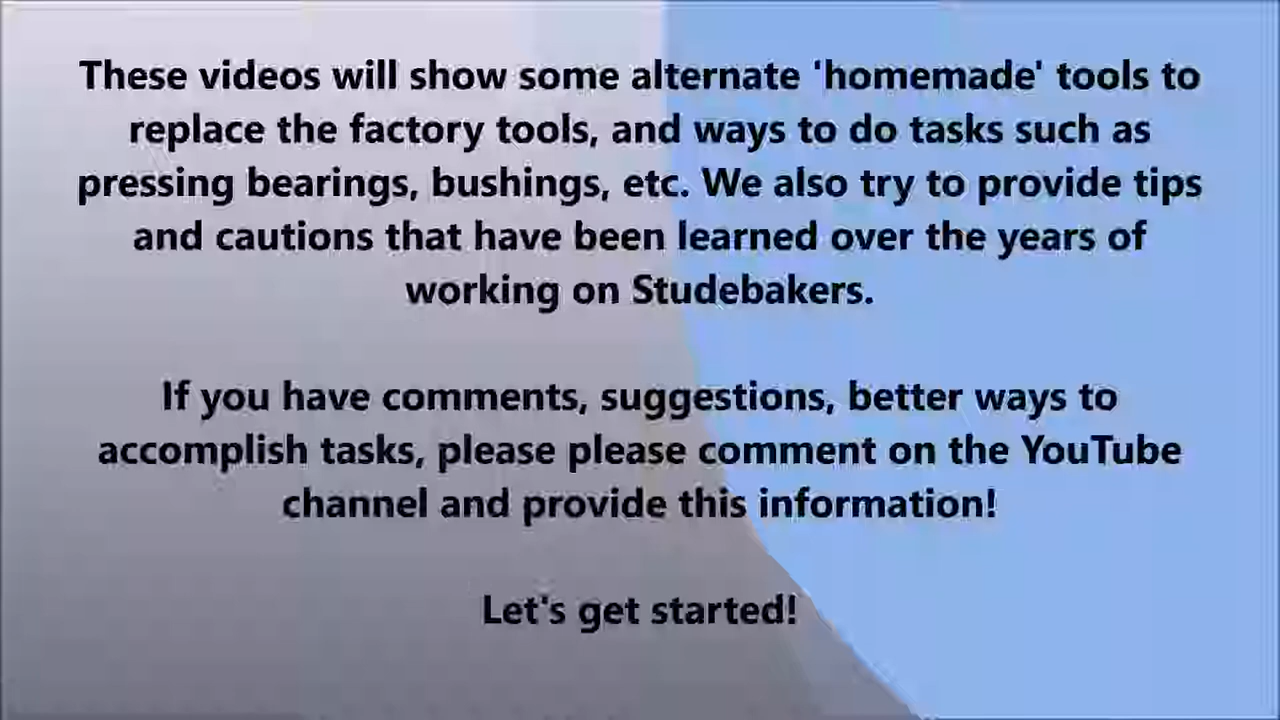 These videos will show some alternate 'homemade' tools to
replace the factory tools, and ways to do tasks such as
pressing bearings, bushings, etc. We also try to provide tips
and cautions that have been learned over the years of
working on Studebakers.
If you have comments, suggestions, better ways to
accomplish tasks, please please comment on the YouTube
channel and provide this information!
Let's get started!